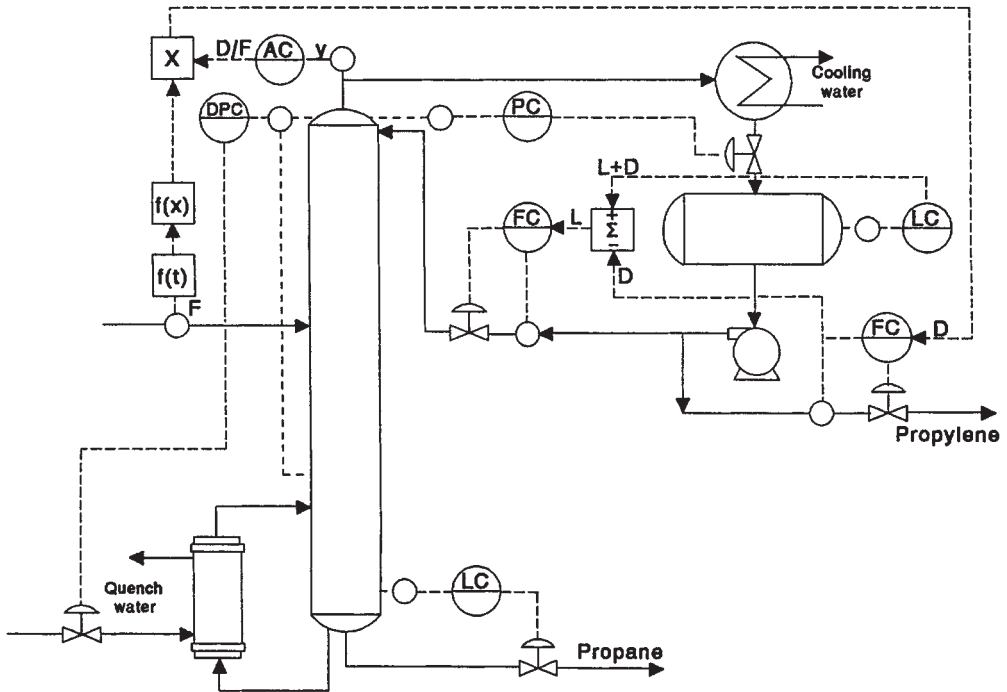 X
D/F
AC
y
Cooling
water
DPC
PC
L+D
f(x)
FC
L
+
Σ
−
LC
f(t)
D
F
FC
D
Propylene
Quench
water
LC
Propane